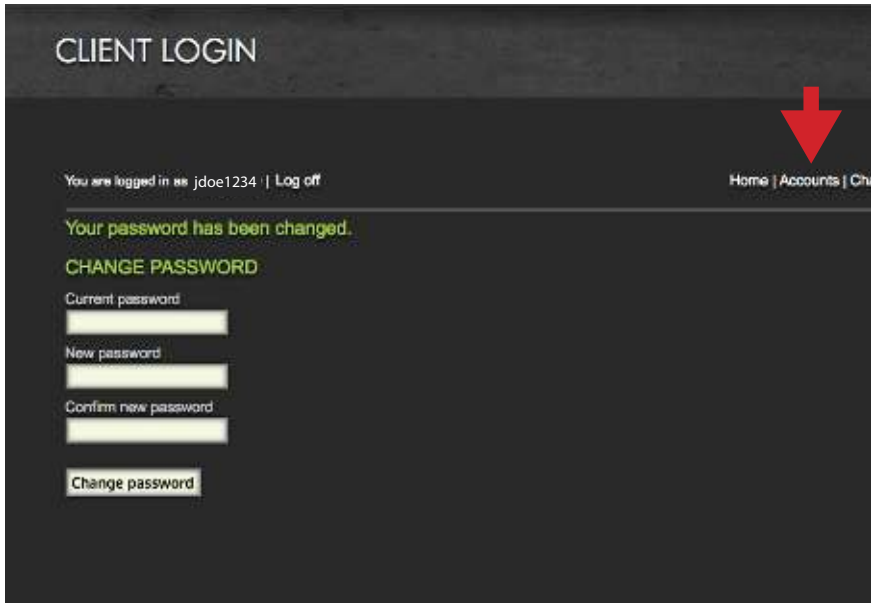 CLIENT LOGIN
You are logged in as jdoe1234 | Log off
Home | Accounts | Cha
Your password has been changed.
CHANGE PASSWORD
Current password
New password
Confirm new password
Change password